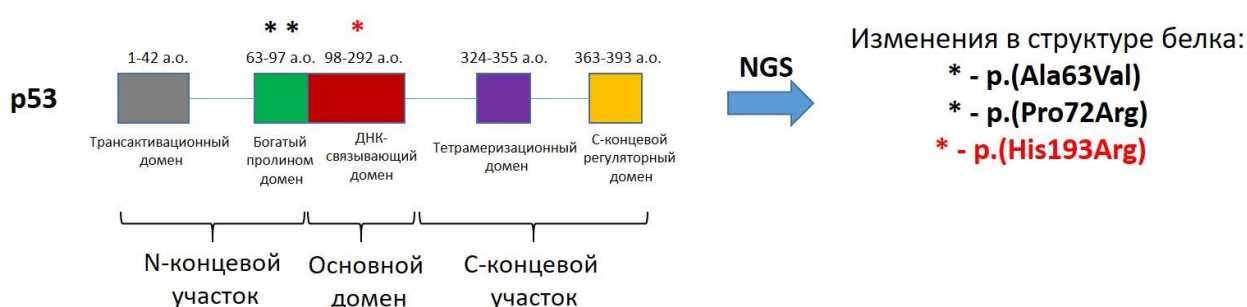 * * *
1-42 а.о. 63-97 а.о. 98-292 а.о. 324-355 а.о. 363-393 а.о.
p53
Трансактивационный
домен
Богатый
пролином
домен
ДНК-
связывающий
домен
Тетрамеризационный
домен
С-концевой
регуляторный
домен
N-концевой
участок
Основной
домен
С-концевой
участок
NGS
Изменения в структуре белка:
* - p.(Ala63Val)
* - p.(Pro72Arg)
* - p.(His193Arg)